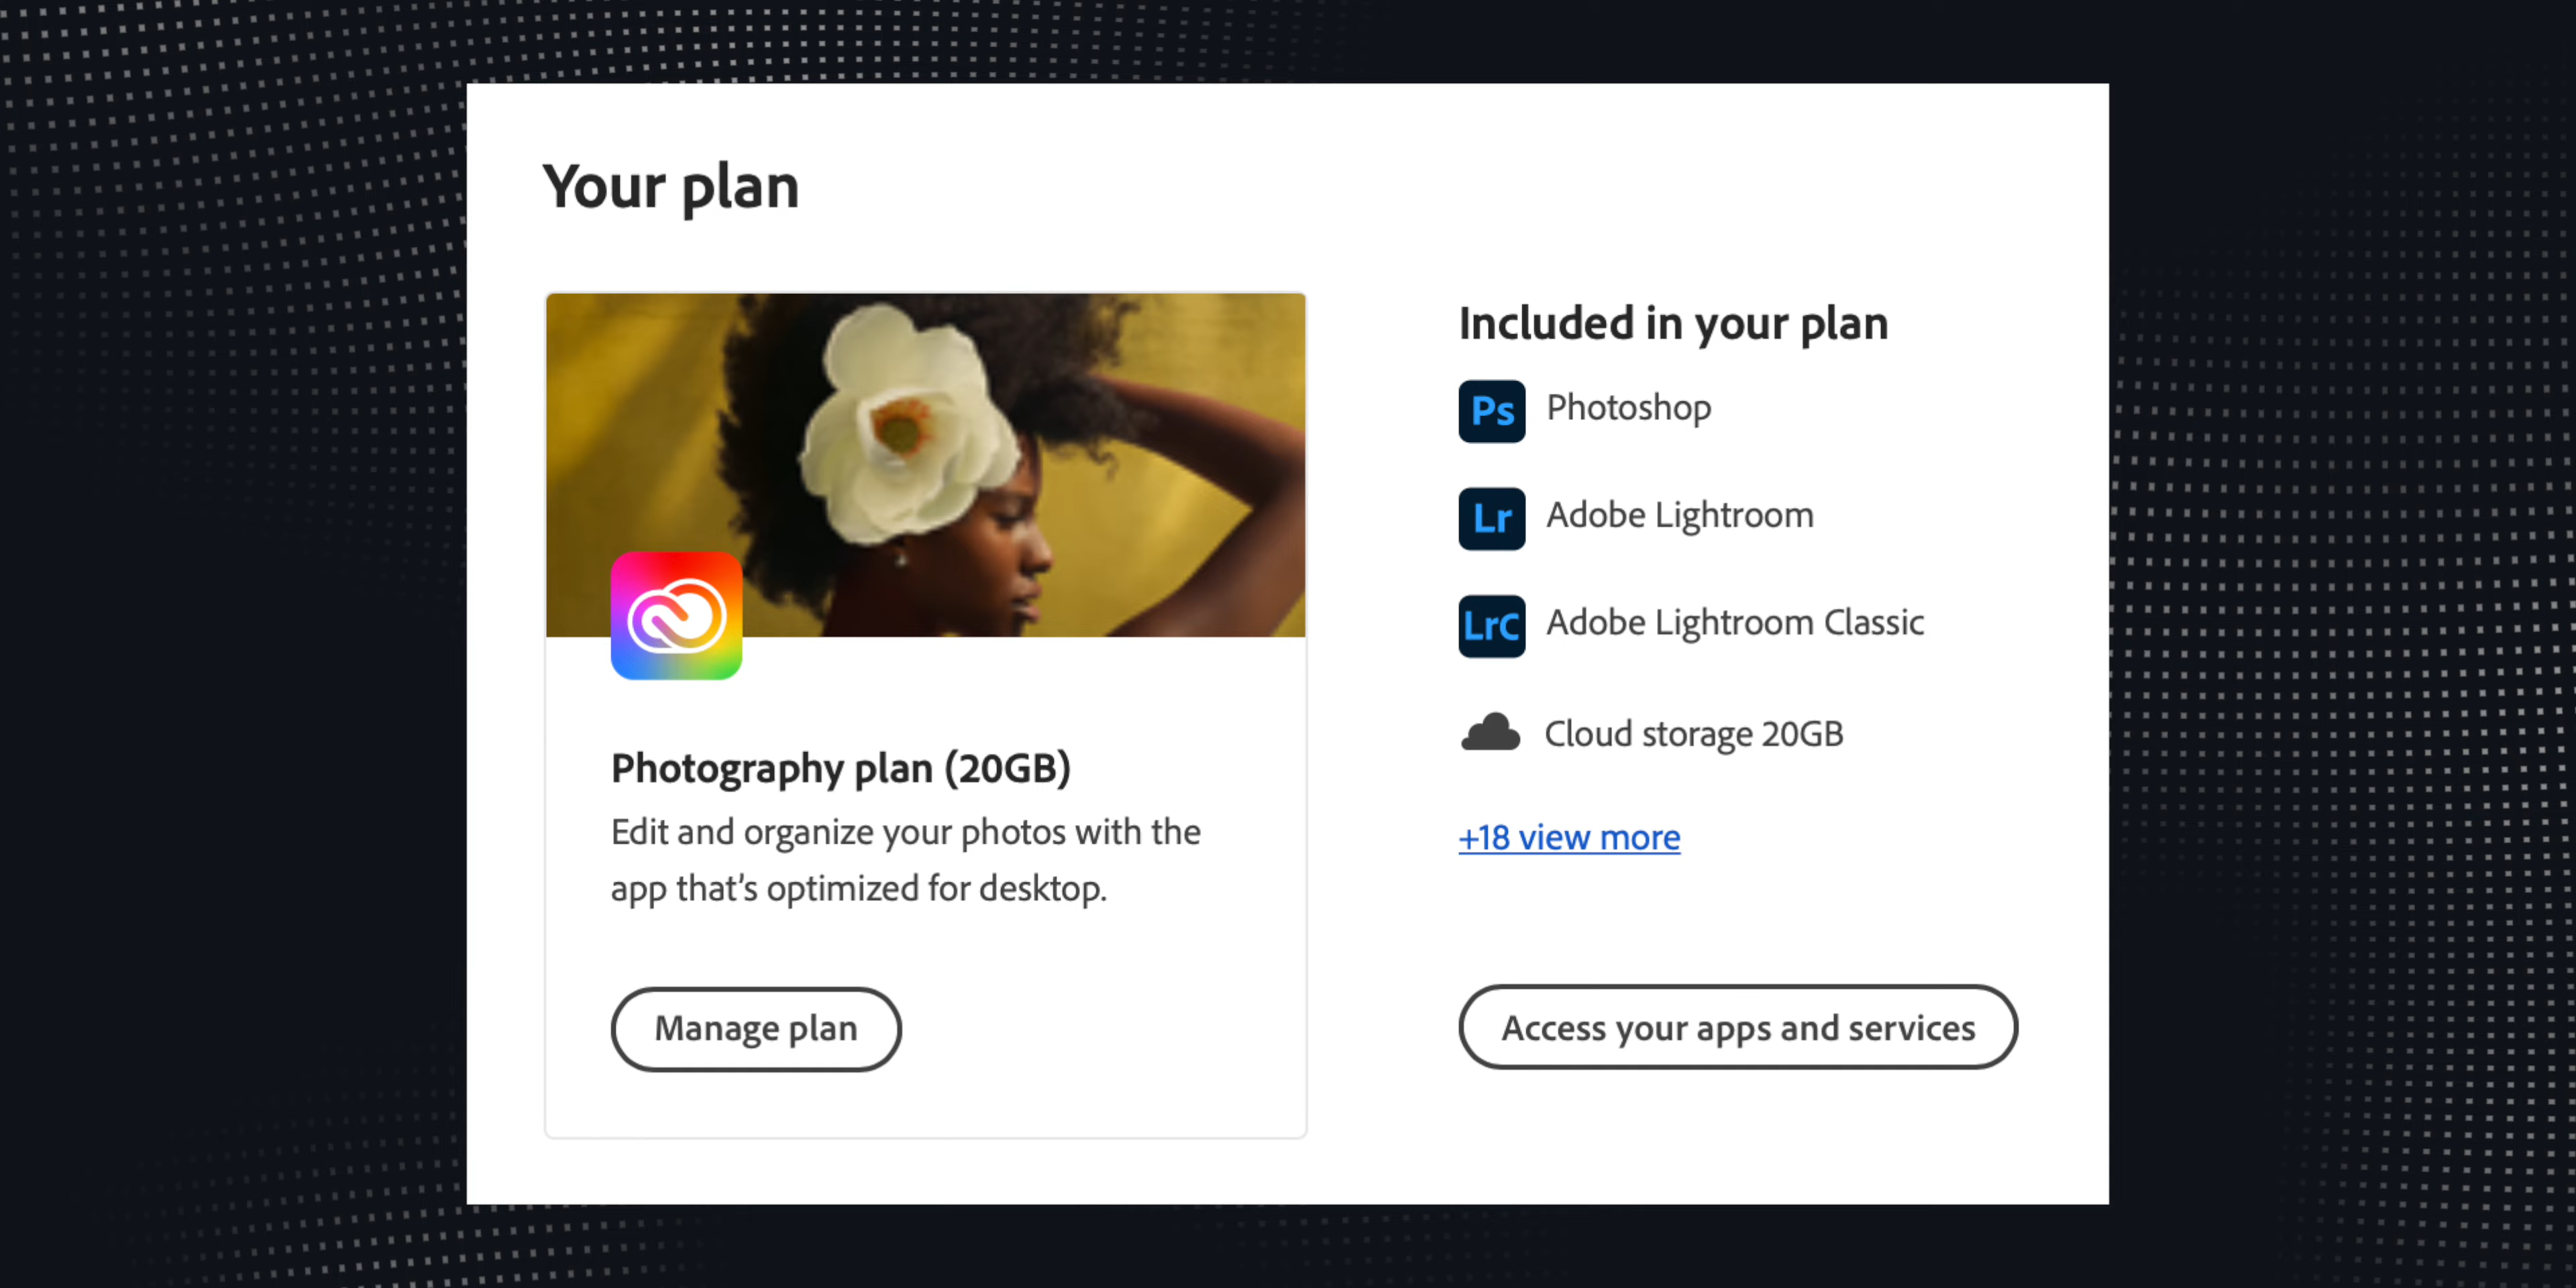 Your plan
Photography plan (20GB)
Edit and organize your photos with the
app that's optimized for desktop.
Manage plan
Included in your plan
Ps Photoshop
Lr Adobe Lightroom
LrC Adobe Lightroom Classic
Cloud storage 20GB
+18 view more
Access your apps and services